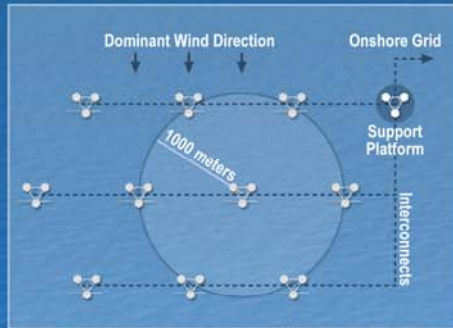 Dominant Wind Direction
Onshore Grid
Support
Platform
1000 meters
Interconnects